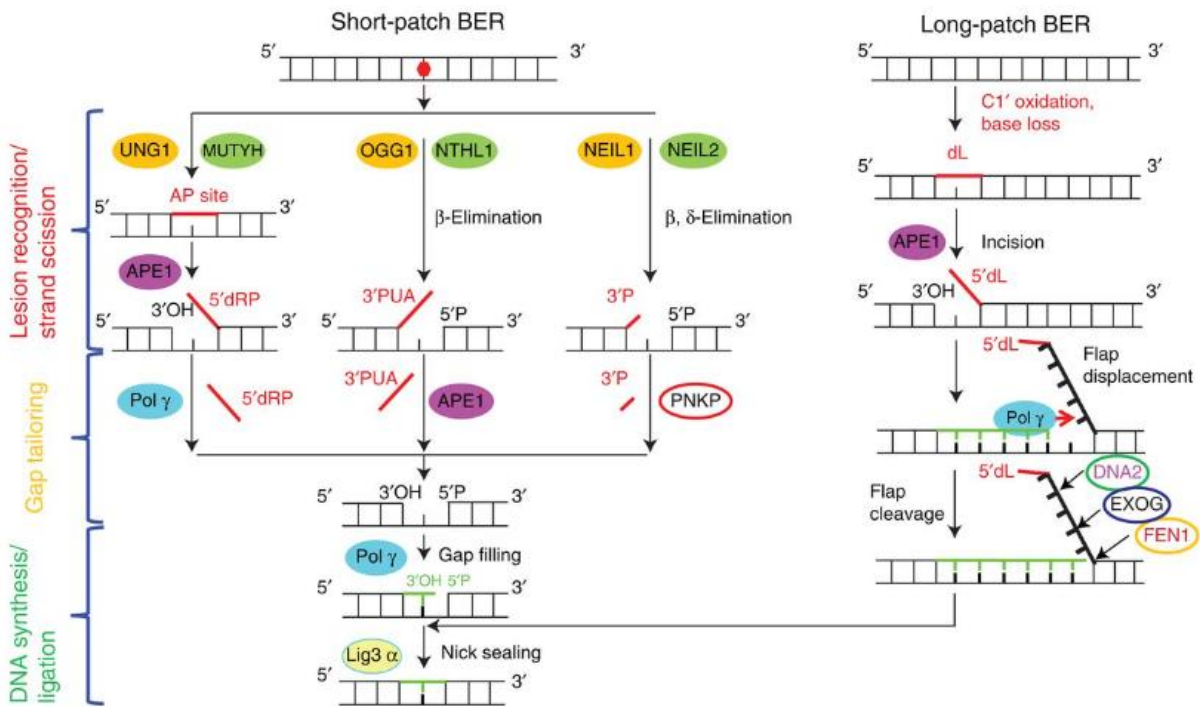 Short-patch BER
5′ 3′
UNG1 MUTYH OGG1 NTHL1 NEIL1 NEIL2
AP site
5′ 3′
β-Elimination
β, δ-Elimination
APE1
3′OH 5′dRP
5′ 3′
3′PUA 5′P
5′ 3′
3′P 5′P
5′ 3′
Pol γ 5′dRP
3′PUA APE1
3′P PNKP
3′OH 5′P
5′ 3′
Pol γ Gap filling
3′OH 5′P
5′ 3′
Lig3 α Nick sealing
5′ 3′
Long-patch BER
5′ 3′
C1′ oxidation,
base loss
dL
5′ 3′
APE1 Incision
5′dL
3′OH
5′ 3′
5′dL
Flap
displacement
Pol γ
5′ 3′
5′dL
DNA2
Flap
cleavage
EXOG
FEN1
5′ 3′
Lesion recognition/
strand scission
Gap tailoring
DNA synthesis/
ligation